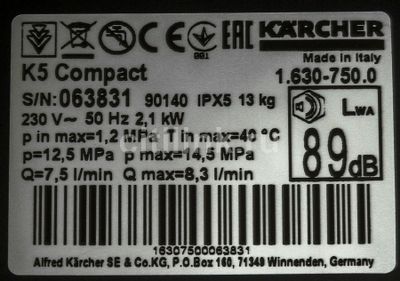 CE EAC KÄRCHER
001
Made in Italy
K5 Compact 1.630-750.0
S/N: 063831 90140 IPX5 13 kg
230 V~ 50 Hz 2,1 kW
LWA
p in max=1,2 MPa T in max=40 °C
p=12,5 MPa p max=14,5 MPa
89dB
Q=7,5 l/min Q max=8,3 l/min
16307500063831
Alfred Kärcher SE & Co.KG, P.O.Box 160, 71349 Winnenden, Germany